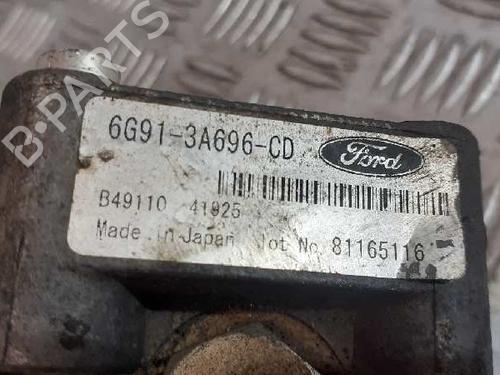 B-PARTS
6G91-3A696-CD Ford
B49110 41925
Made in Japan lot No. 81165116